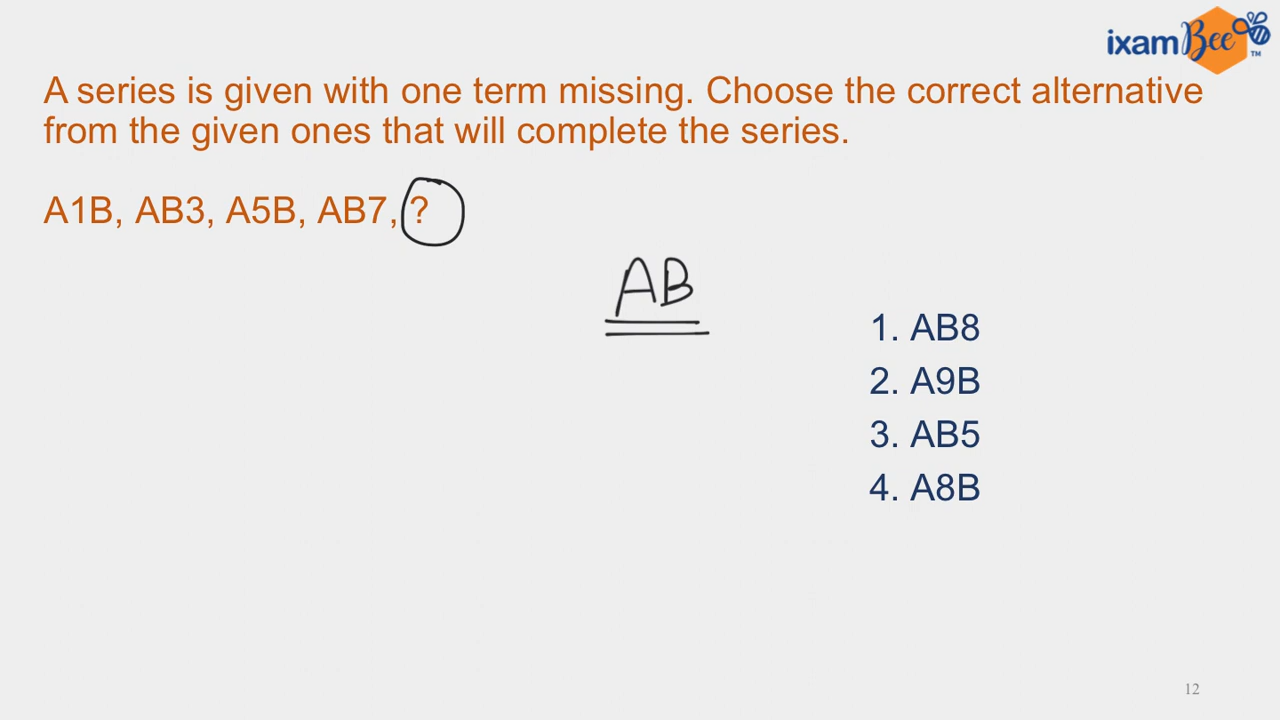 ixamBee™
A series is given with one term missing. Choose the correct alternative
from the given ones that will complete the series.
A1B, AB3, A5B, AB7, ?
AB
1. AB8
2. A9B
3. AB5
4. A8B
12